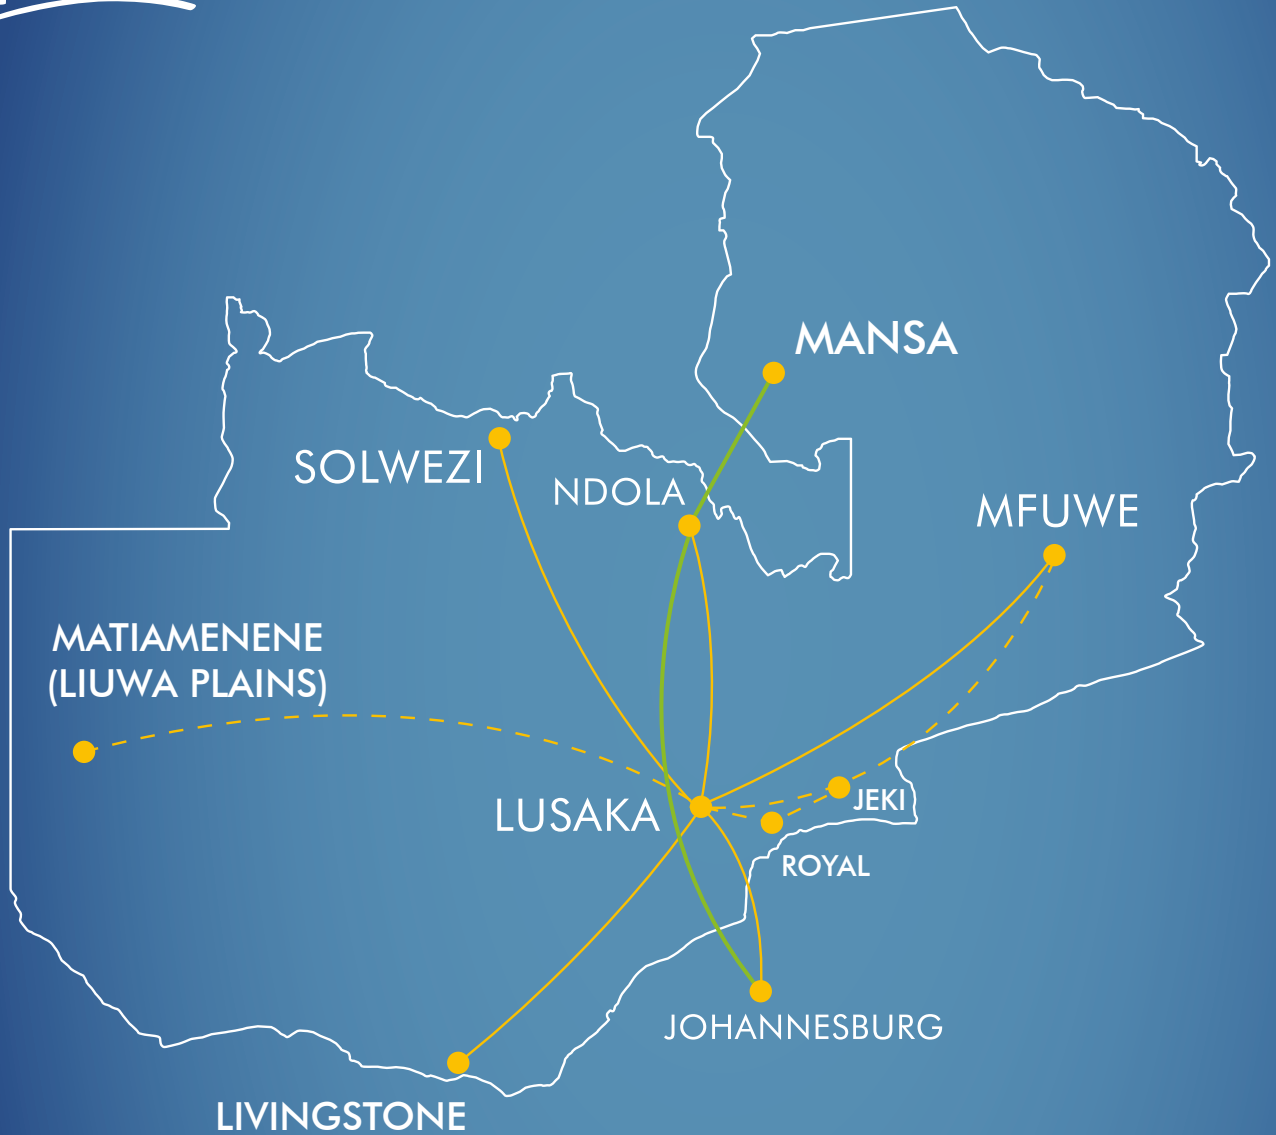 MANSA
SOLWEZI
NDOLA
MFUWE
MATIAMENENE
(LIUWA PLAINS)
LUSAKA
JEKI
ROYAL
JOHANNESBURG
LIVINGSTONE